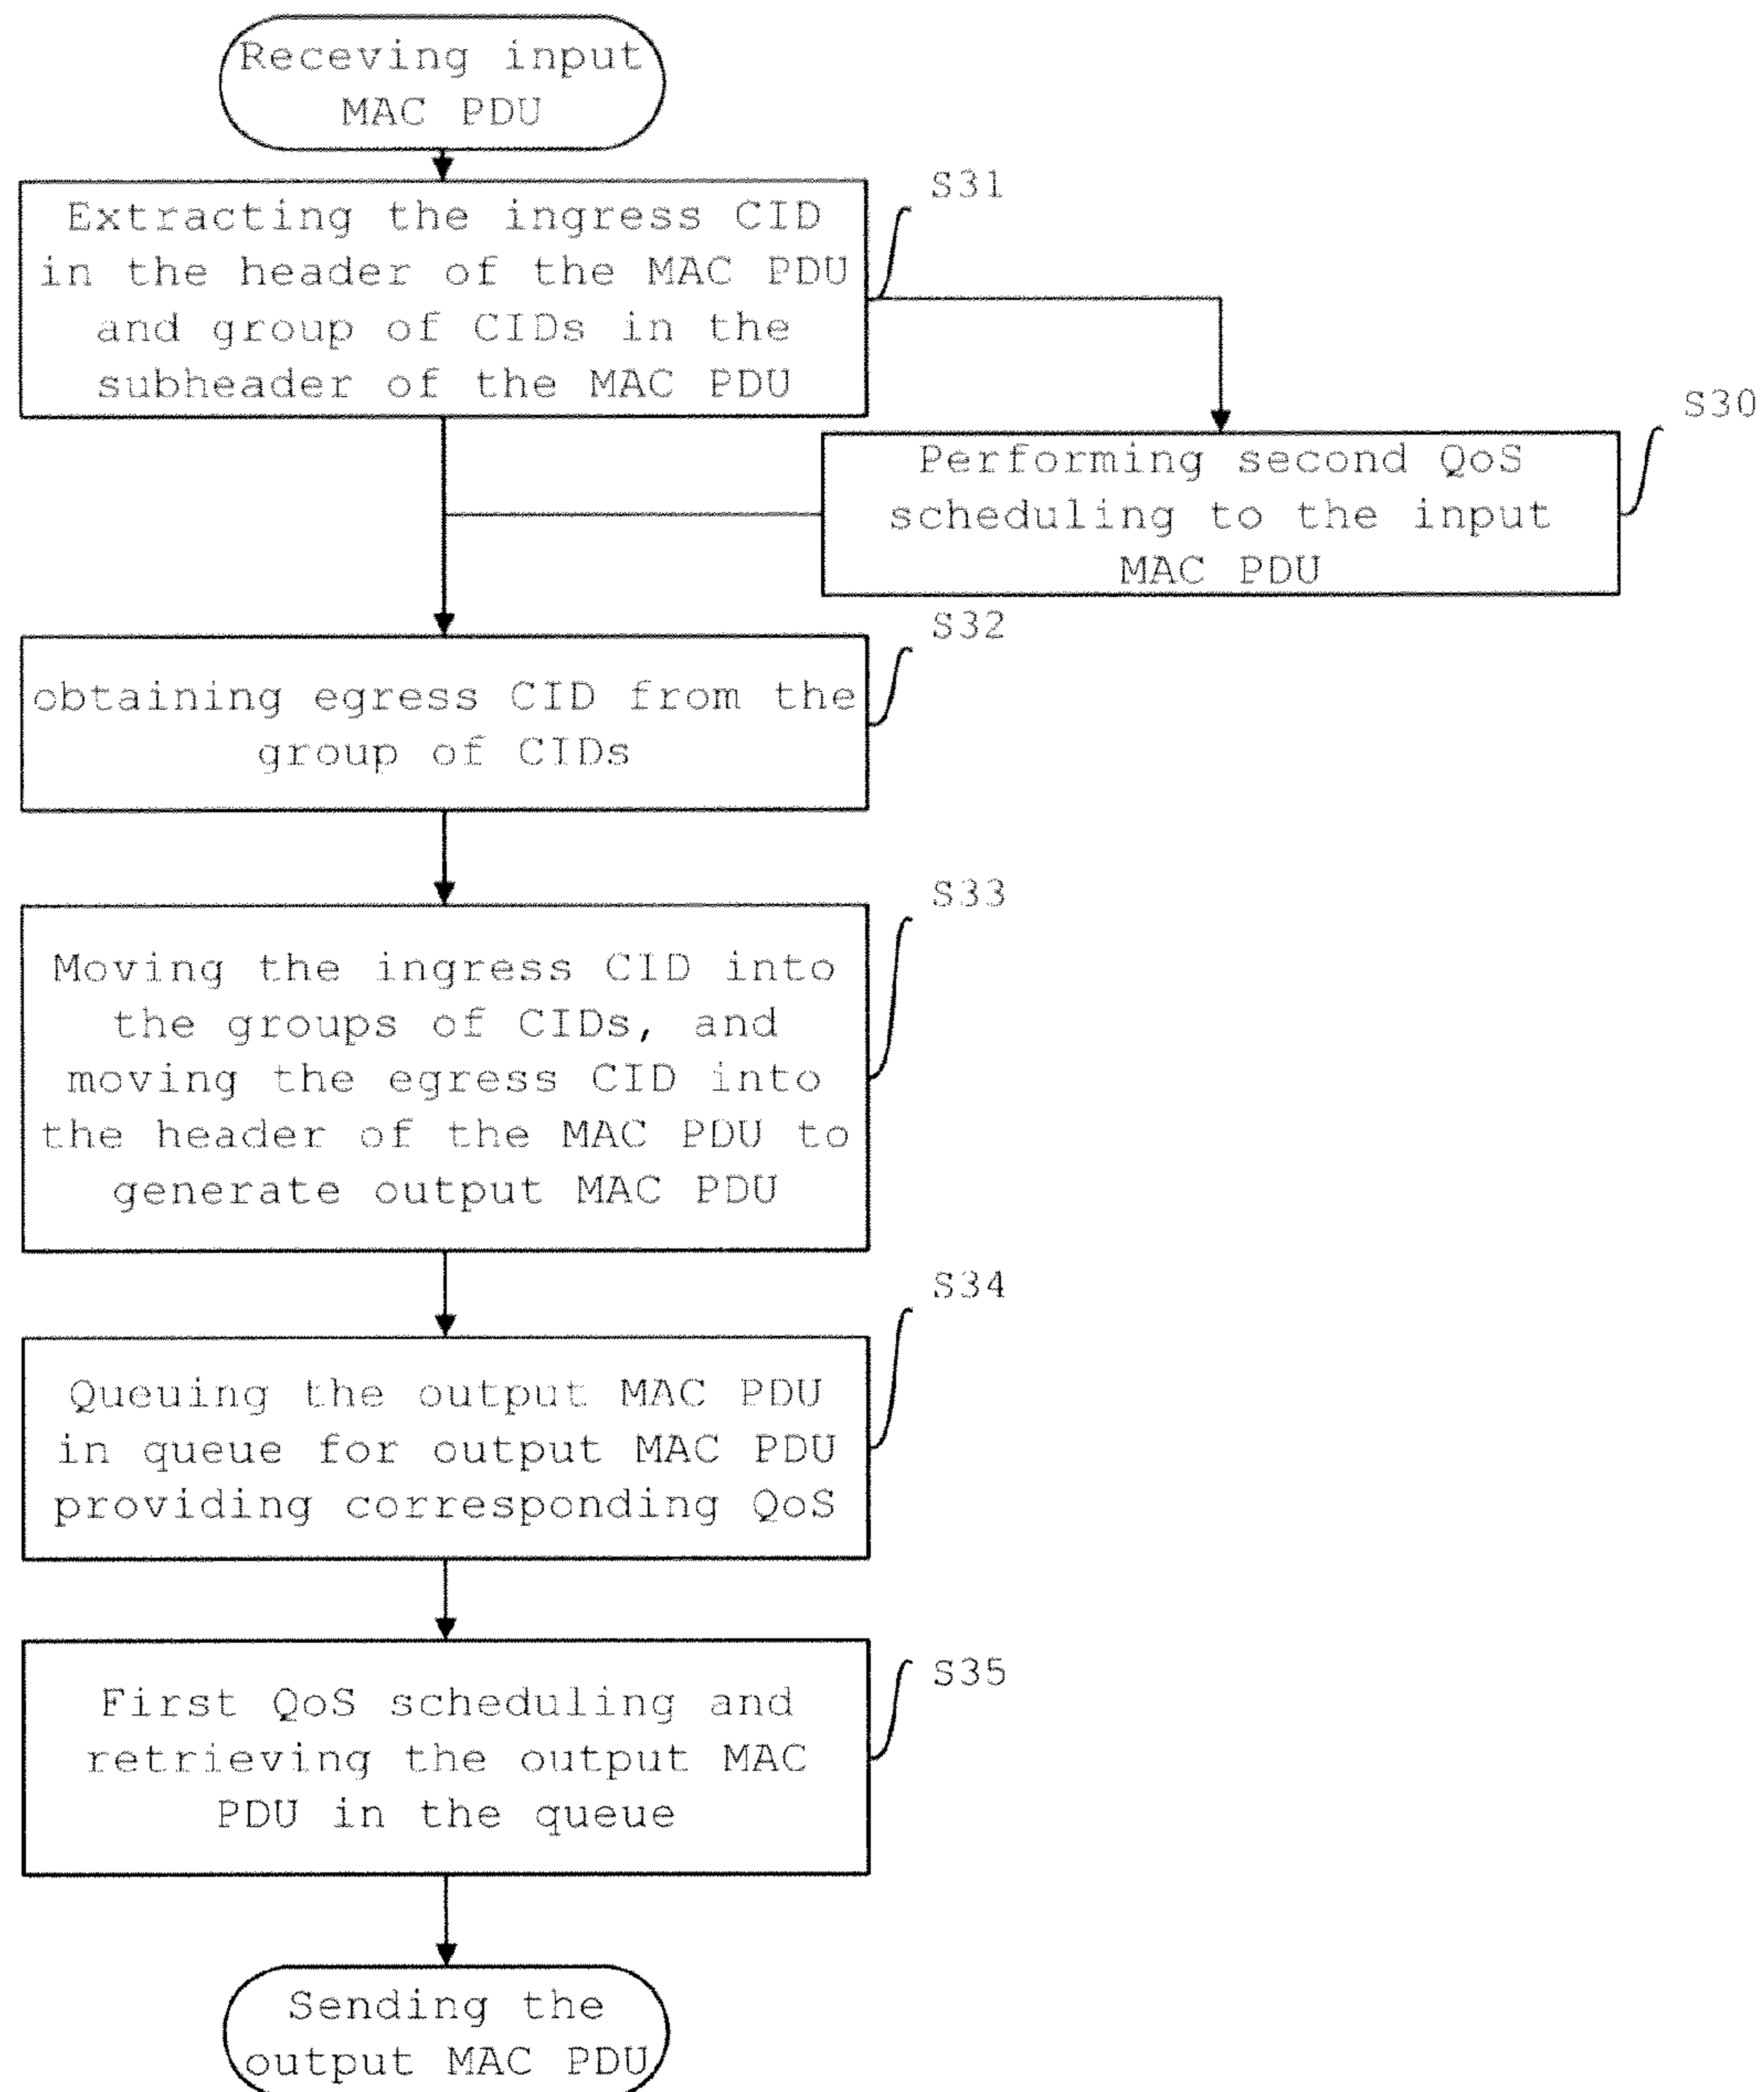 Receving input
MAC PDU
S31
Extracting the ingress CID
in the header of the MAC PDU
and group of CIDs in the
subheader of the MAC PDU
S30
Performing second QoS
scheduling to the input
MAC PDU
S32
obtaining egress CID from the
group of CIDs
S33
Moving the ingress CID into
the groups of CIDs, and
moving the egress CID into
the header of the MAC PDU to
generate output MAC PDU
S34
Queuing the output MAC PDU
in queue for output MAC PDU
providing corresponding QoS
S35
First QoS scheduling and
retrieving the output MAC
PDU in the queue
Sending the
output MAC PDU